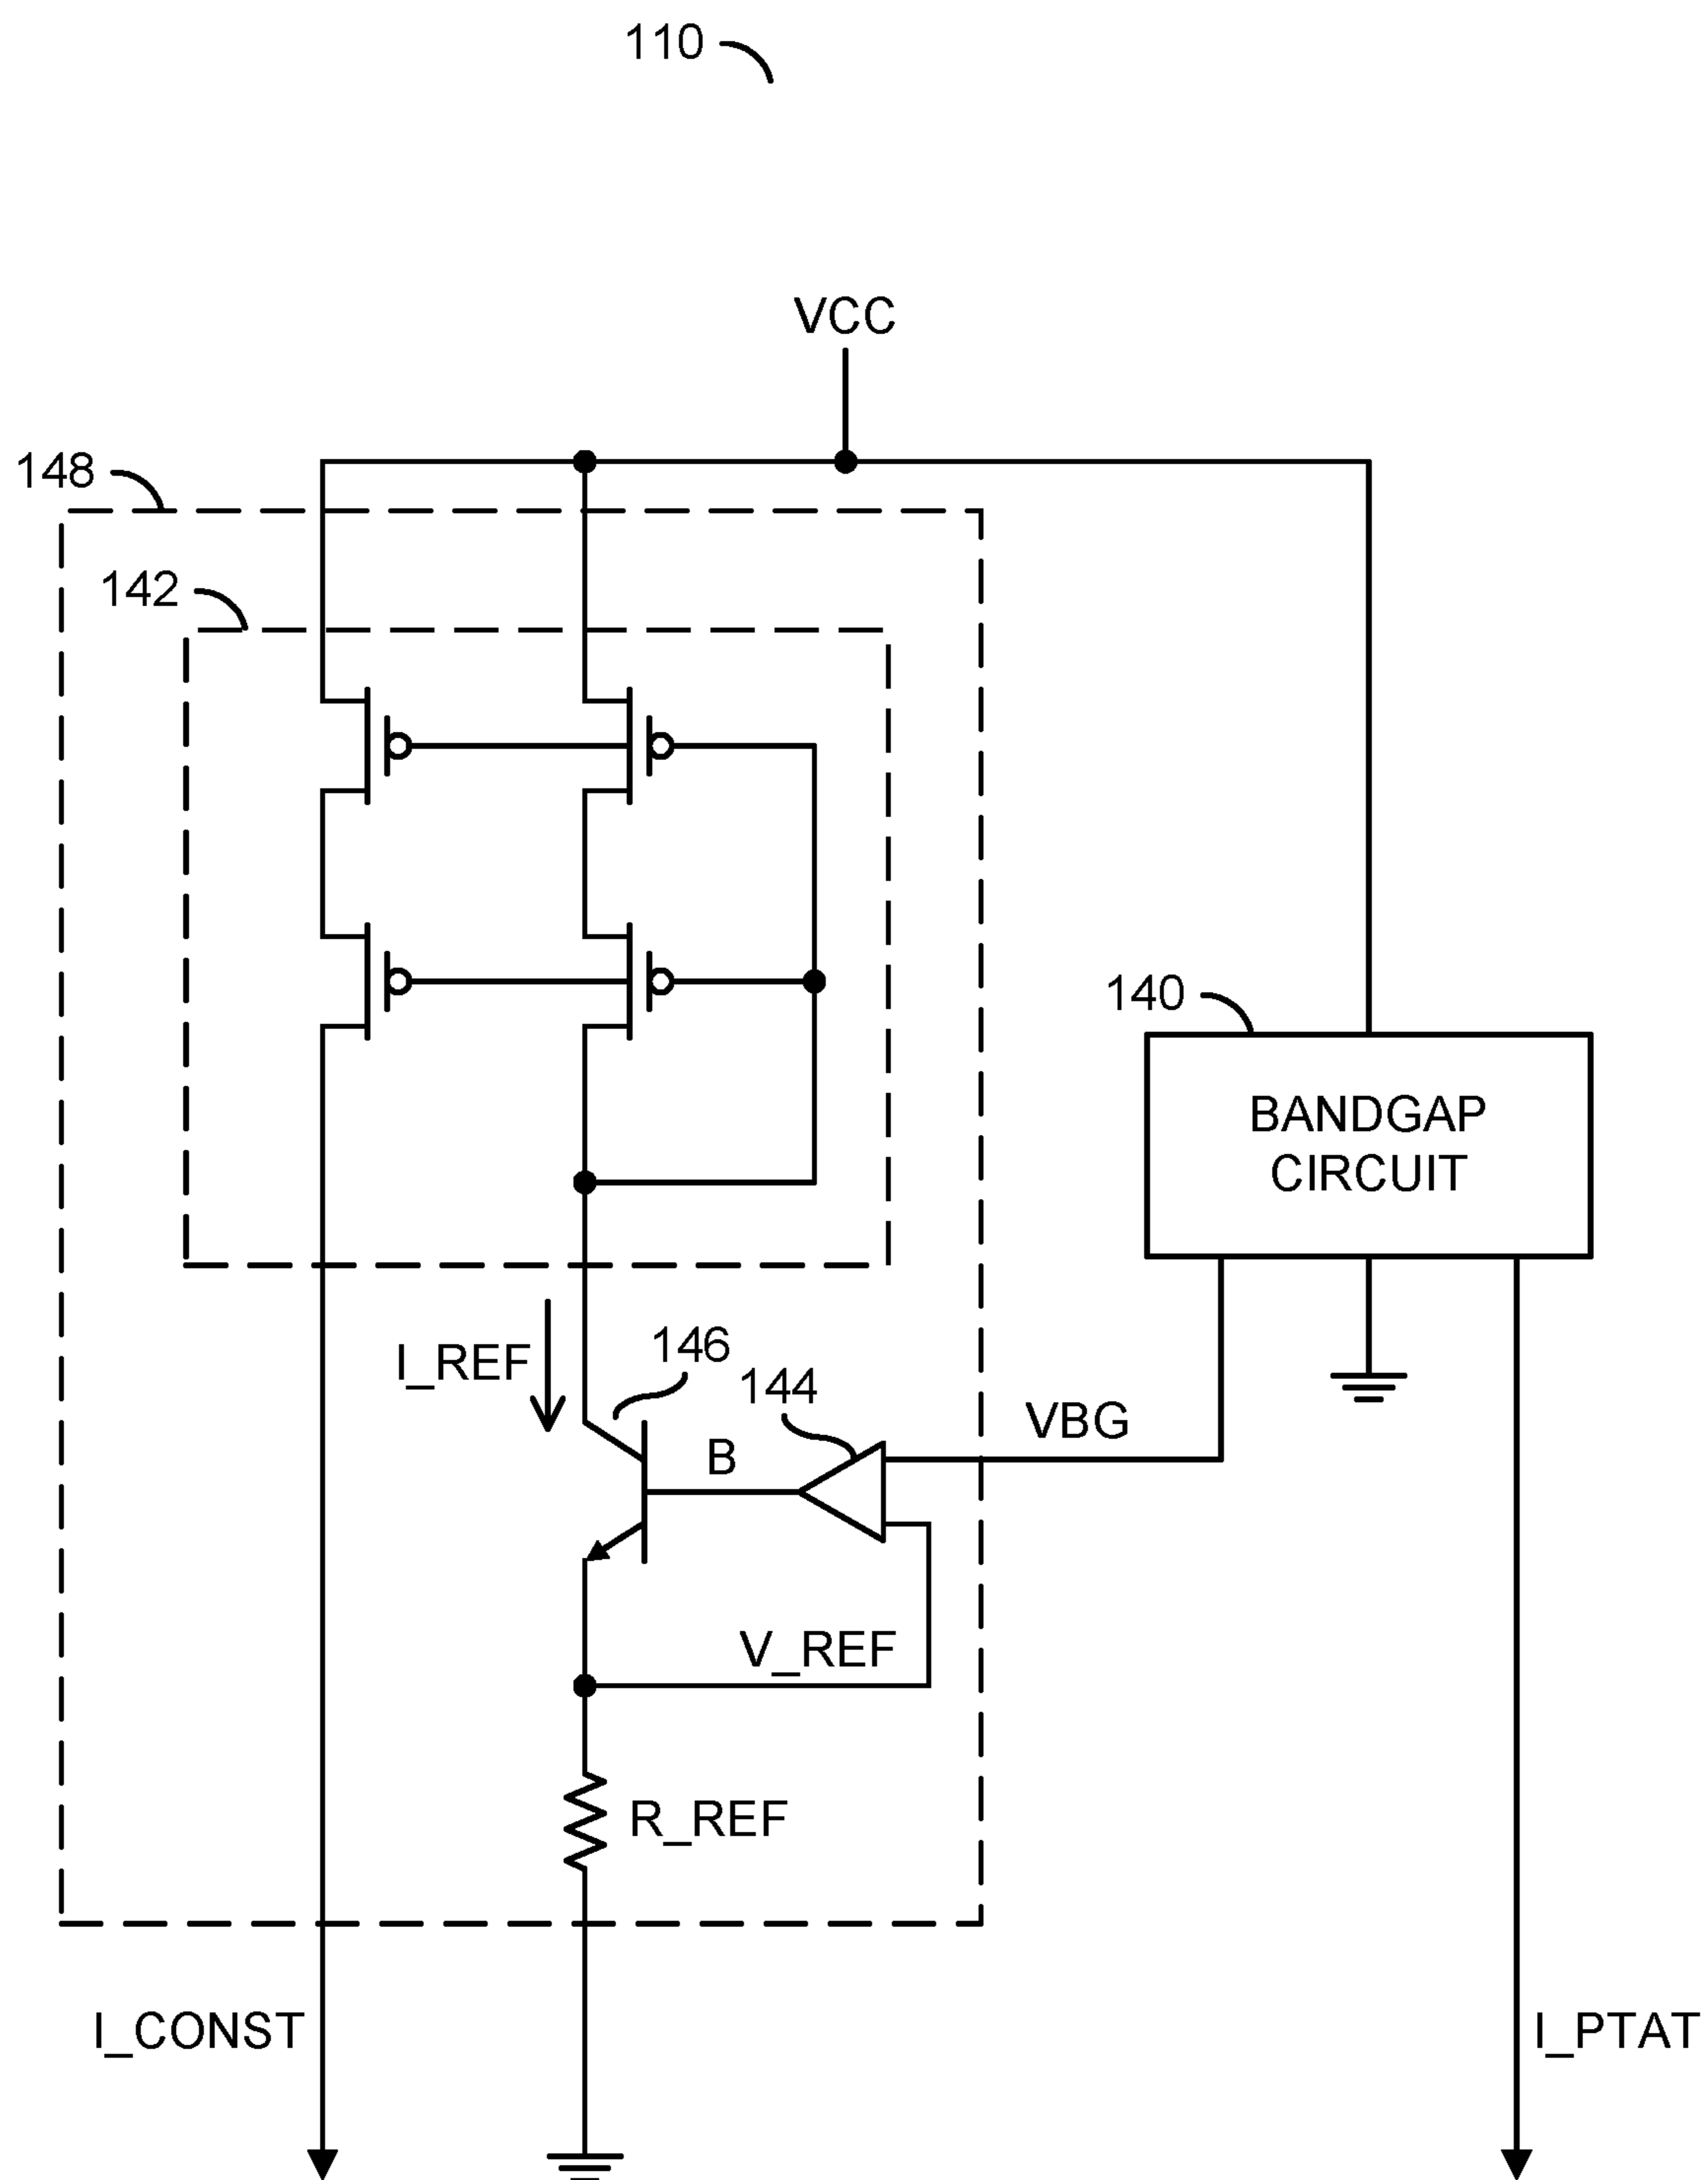 110
VCC
148
142
140
BANDGAP
CIRCUIT
I_REF
146
144
VBG
B
V_REF
R_REF
I_CONST
I_PTAT